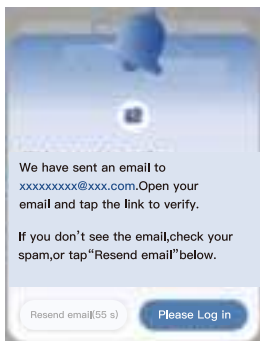 We have sent an email to
xxxxxxxxx@xxx.com.Open your
email and tap the link to verify.
If you don't see the email,check your
spam,or tap“Resend email”below.
Resend email(55 s)
Please Log in